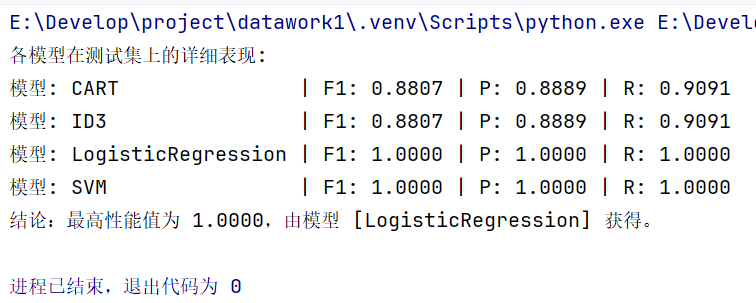 E:\Develop\project\datawork1\.venv\Scripts\python.exe E:\Devel
各模型在测试集上的详细表现:
模型: CART | F1: 0.8807 | P: 0.8889 | R: 0.9091
模型: ID3 | F1: 0.8807 | P: 0.8889 | R: 0.9091
模型: LogisticRegression | F1: 1.0000 | P: 1.0000 | R: 1.0000
模型: SVM | F1: 1.0000 | P: 1.0000 | R: 1.0000
结论: 最高性能值为 1.0000，由模型 [LogisticRegression] 获得。
进程已结束，退出代码为 0